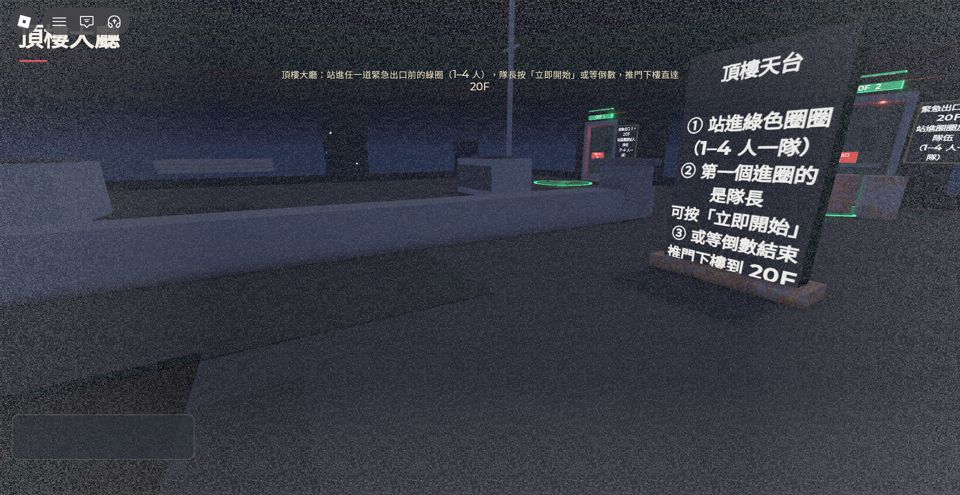 頂樓大廳
頂樓大廳：站進任一道緊急出口前的綠圈（1–4 人），隊長按「立即開始」或等倒數，推門下樓直達
20F
頂樓天台
① 站進綠色圈圈
（1–4 人一隊）
② 第一個進圈的
是隊長
可按「立即開始」
③ 或等倒數結束
推門下樓到 20F
OF 2
緊急出口
20F
站進圈圈
隊伍
（1–4 人一
隊）